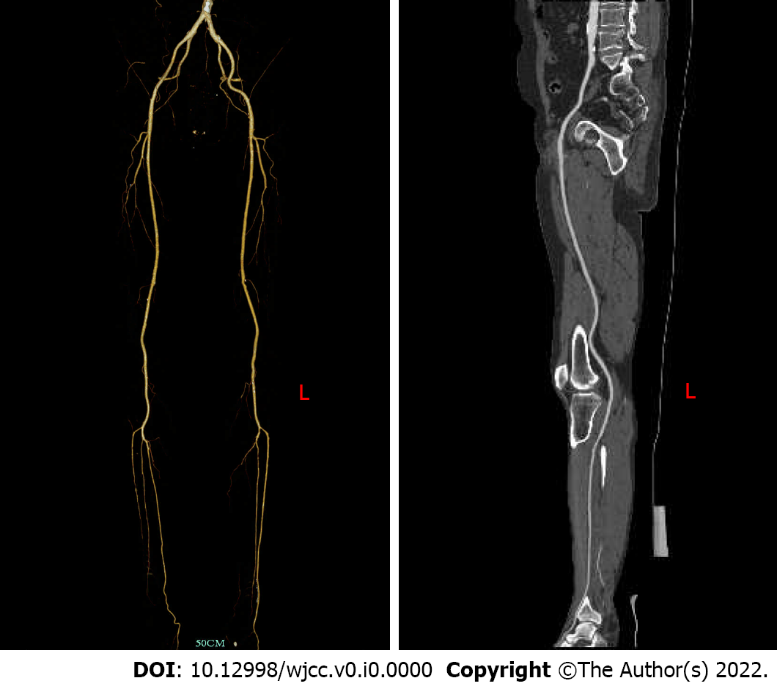 L
L
50CM
DOI: 10.12998/wjcc.v0.i0.0000 Copyright ©The Author(s) 2022.